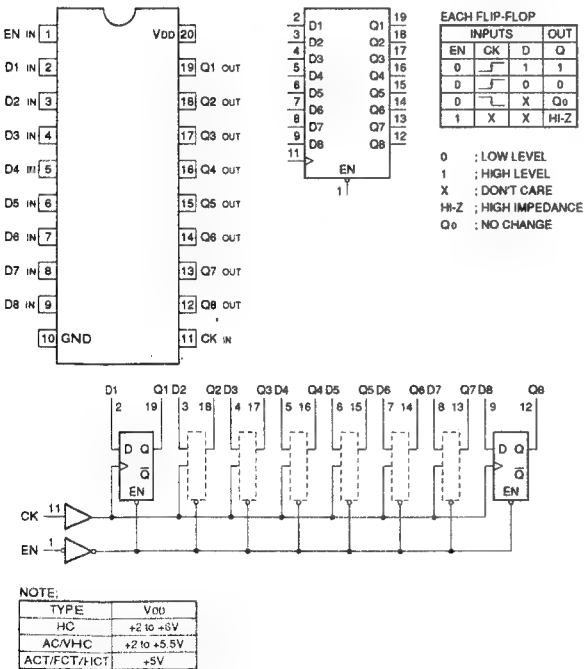 EN IN 1
VDD 20
D1 IN 2
19 Q1 OUT
D2 IN 3
18 Q2 OUT
D3 IN 4
17 Q3 OUT
D4 IN 5
16 Q4 OUT
D5 IN 6
15 Q5 OUT
D6 IN 7
14 Q6 OUT
D7 IN 8
13 Q7 OUT
D8 IN 9
12 Q8 OUT
10 GND
11 CK IN
2 D1 Q1 19
3 D2 Q2 18
4 D3 Q3 17
5 D4 Q4 16
6 D5 Q5 15
7 D6 Q6 14
8 D7 Q7 13
9 D8 Q8 12
11
EN
1
EACH FLIP-FLOP
INPUTS OUT
EN CK D Q
0 1 1
0 0 0
0 X Q0
1 X X HI-Z
0 ; LOW LEVEL
1 ; HIGH LEVEL
X ; DON'T CARE
HI-Z ; HIGH IMPEDANCE
Q0 ; NO CHANGE
D1 Q1 D2 Q2 D3 Q3 D4 Q4 D5 Q5 D6 Q6 D7 Q7 D8 Q8
2 19 3 18 4 17 5 16 6 15 7 14 8 13 9 12
D Q
Q̅
EN
D Q
Q̅
EN
CK 11
EN 1
NOTE;
TYPE VDD
HC +2 to +6V
AC/VHC +2 to +5.5V
ACT/FCT/HCT +5V